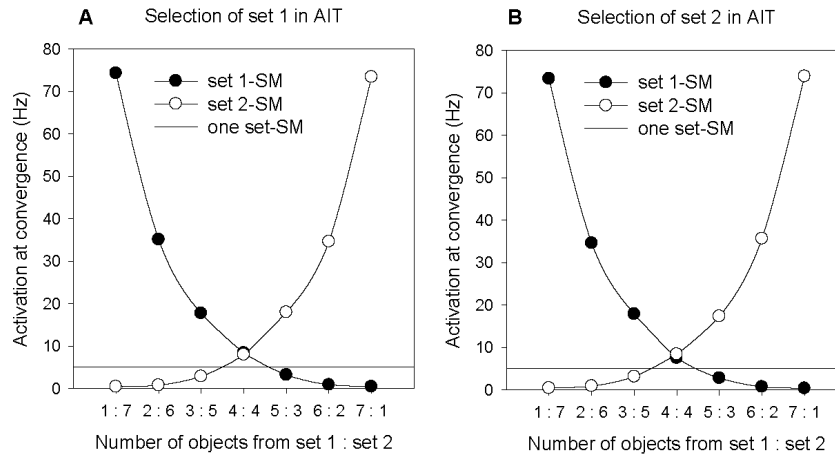 A Selection of set 1 in AIT
80
70
60
50
40
30
20
10
0
Activation at convergence (Hz)
set 1-SM
set 2-SM
one set-SM
1 : 7 2 : 6 3 : 5 4 : 4 5 : 3 6 : 2 7 : 1
Number of objects from set 1 : set 2
B Selection of set 2 in AIT
80
70
60
50
40
30
20
10
0
Activation at convergence (Hz)
set 1-SM
set 2-SM
one set-SM
1 : 7 2 : 6 3 : 5 4 : 4 5 : 3 6 : 2 7 : 1
Number of objects from set 1 : set 2